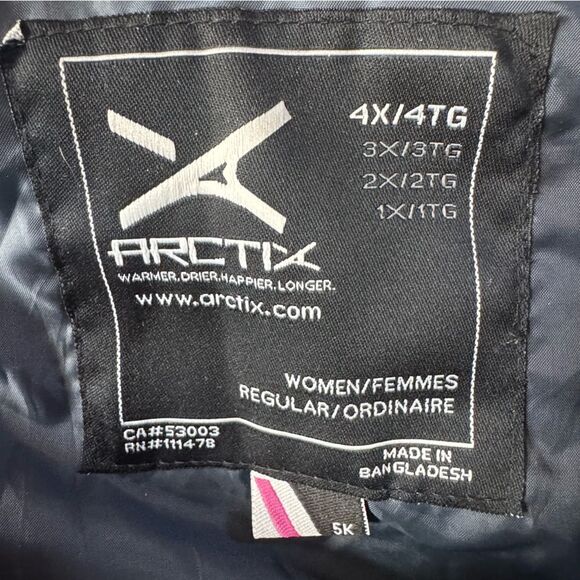 ARCTIX
WARMER.DRIER.HAPPIER.LONGER.
www.arctix.com
4X/4TG
3X/3TG
2X/2TG
1X/1TG
WOMEN/FEMMES
REGULAR/ORDINAIRE
CA#53003
RN#111478
MADE IN
BANGLADESH
5K